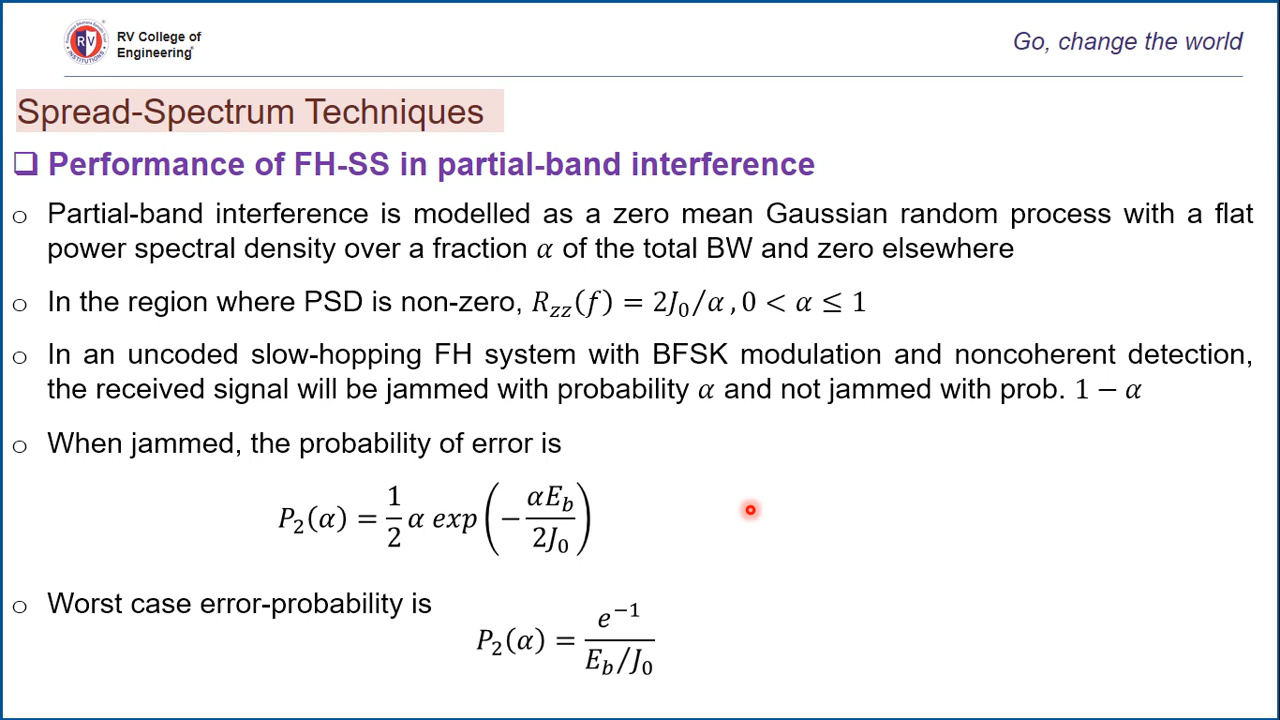 RV College of
Engineering
Go, change the world
Spread-Spectrum Techniques
❑ Performance of FH-SS in partial-band interference
o Partial-band interference is modelled as a zero mean Gaussian random process with a flat
power spectral density over a fraction α of the total BW and zero elsewhere
o In the region where PSD is non-zero, R_zz(f) = 2J_0/α , 0 < α ≤ 1
o In an uncoded slow-hopping FH system with BFSK modulation and noncoherent detection,
the received signal will be jammed with probability α and not jammed with prob. 1 − α
o When jammed, the probability of error is
P_2(α) = 1/2 α exp(−αE_b/2J_0)
o Worst case error-probability is
P_2(α) = e^{−1}/(E_b/J_0)